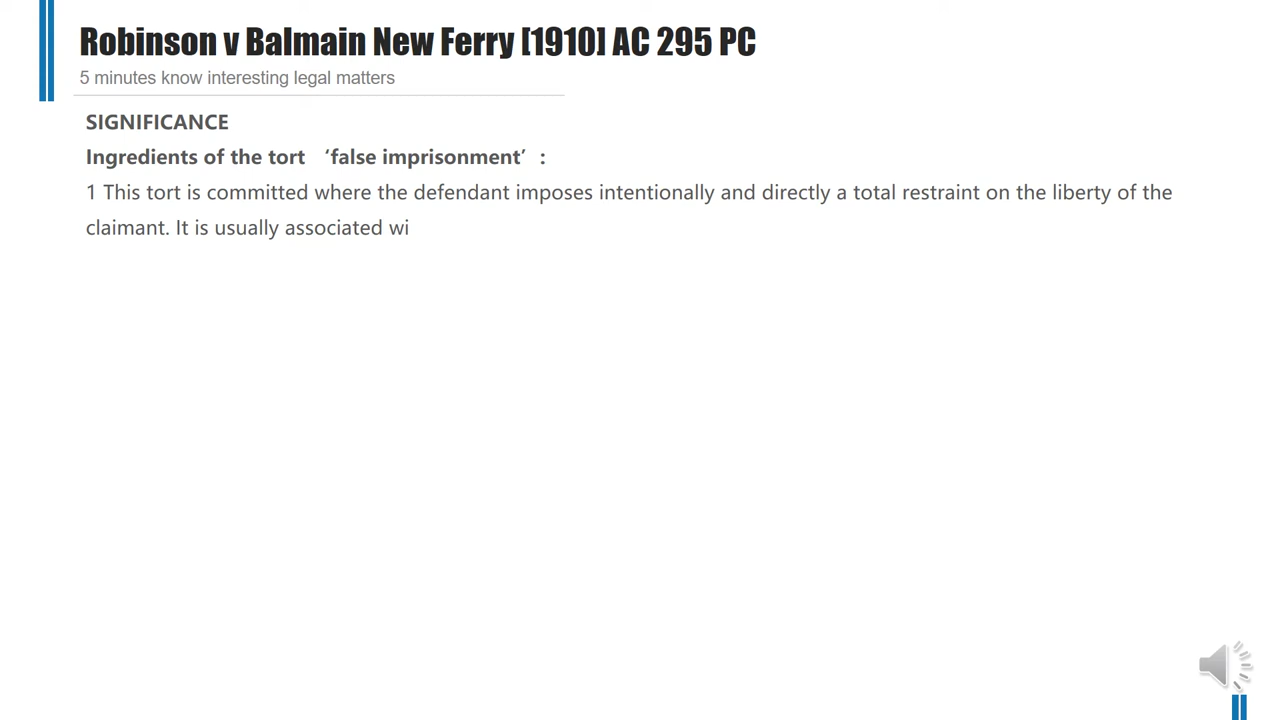 Robinson v Balmain New Ferry [1910] AC 295 PC
5 minutes know interesting legal matters
SIGNIFICANCE
Ingredients of the tort ‘false imprisonment’ :
1 This tort is committed where the defendant imposes intentionally and directly a total restraint on the liberty of the
claimant. It is usually associated wi